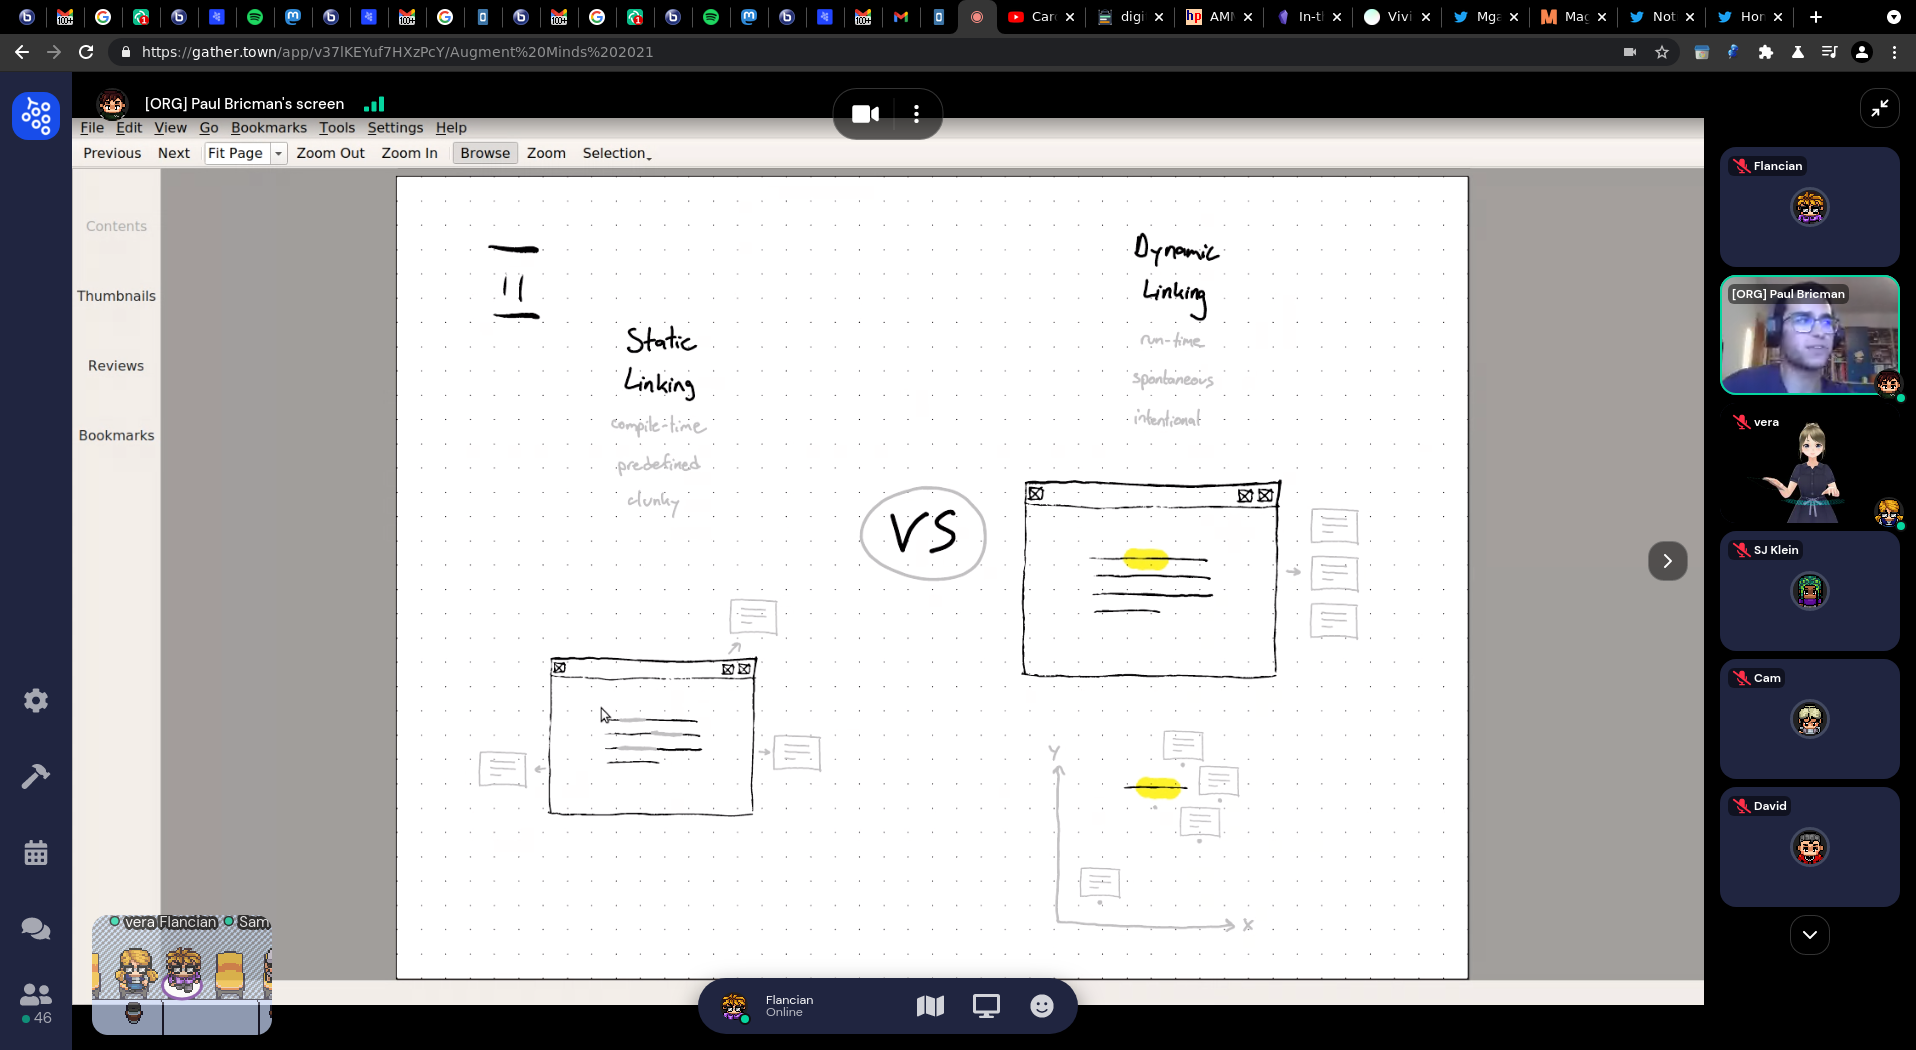 Card
digi
AMM
In-tl
Vivi
Mga
Mag
Not
Hor
https://gather.town/app/v37lKEYuf7HXzPcY/Augment%20Minds%202021
[ORG] Paul Bricman's screen
File Edit View Go Bookmarks Tools Settings Help
Previous Next Fit Page Zoom Out Zoom In Browse Zoom Selection
Contents
Thumbnails
Reviews
Bookmarks
II
Static
Linking
compile-time
predefined
clunky
VS
Dynamic
Linking
run-time
spontaneous
intentional
Y
X
Flancian
[ORG] Paul Bricman
vera
SJ Klein
Cam
David
vera Flancian Sam
46
Flancian
Online